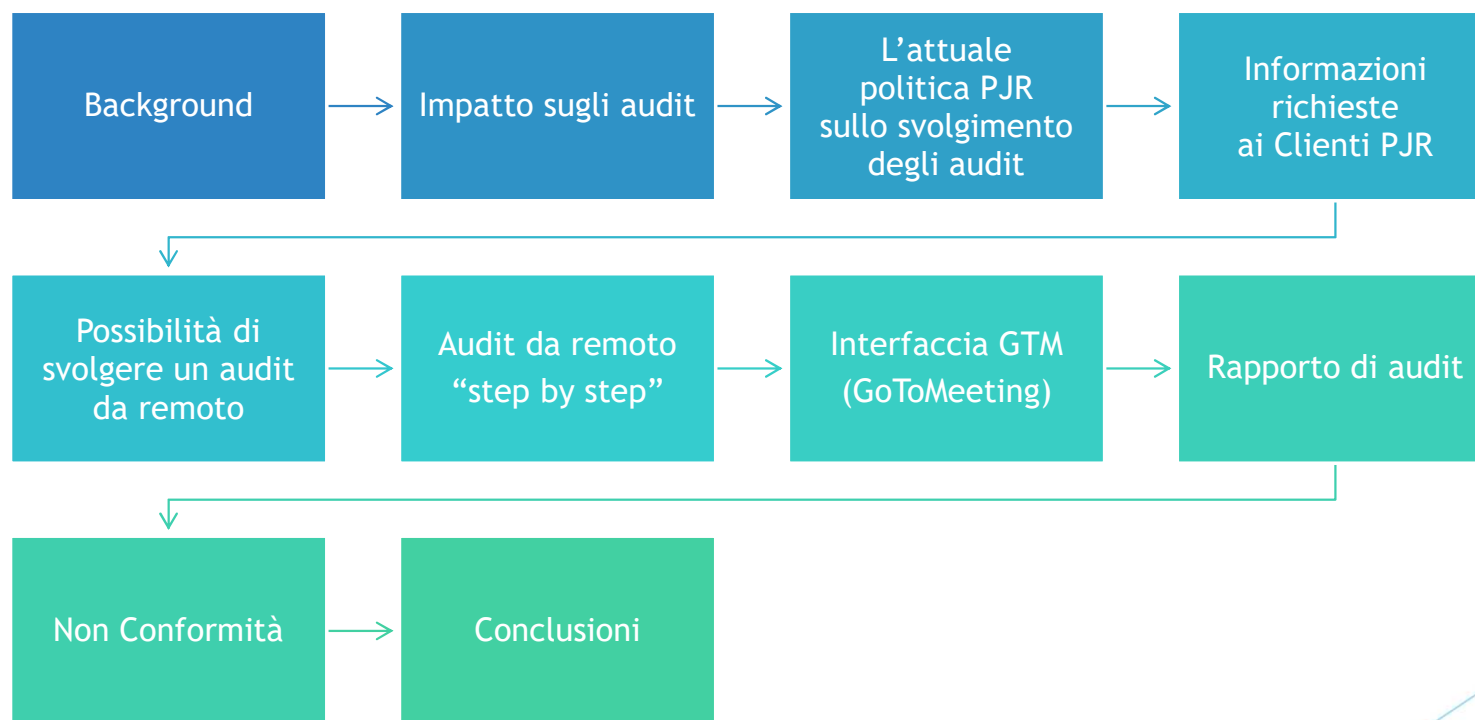 Background
Impatto sugli audit
L’attuale
politica PJR
sullo svolgimento
degli audit
Informazioni
richieste
ai Clienti PJR
Possibilità di
svolgere un audit
da remoto
Audit da remoto
“step by step”
Interfaccia GTM
(GoToMeeting)
Rapporto di audit
Non Conformità
Conclusioni